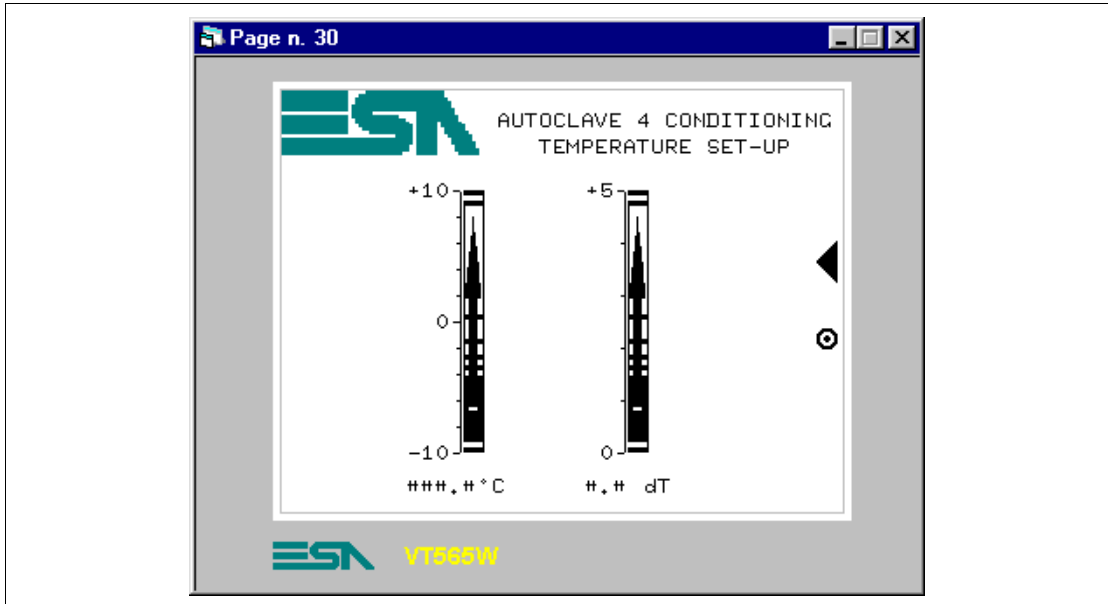 Page n. 30
ESA
AUTOCLAVE 4 CONDITIONING
TEMPERATURE SET-UP
+10 +5
0
-10 0
###.#°C #.# dT
ESA VT565W